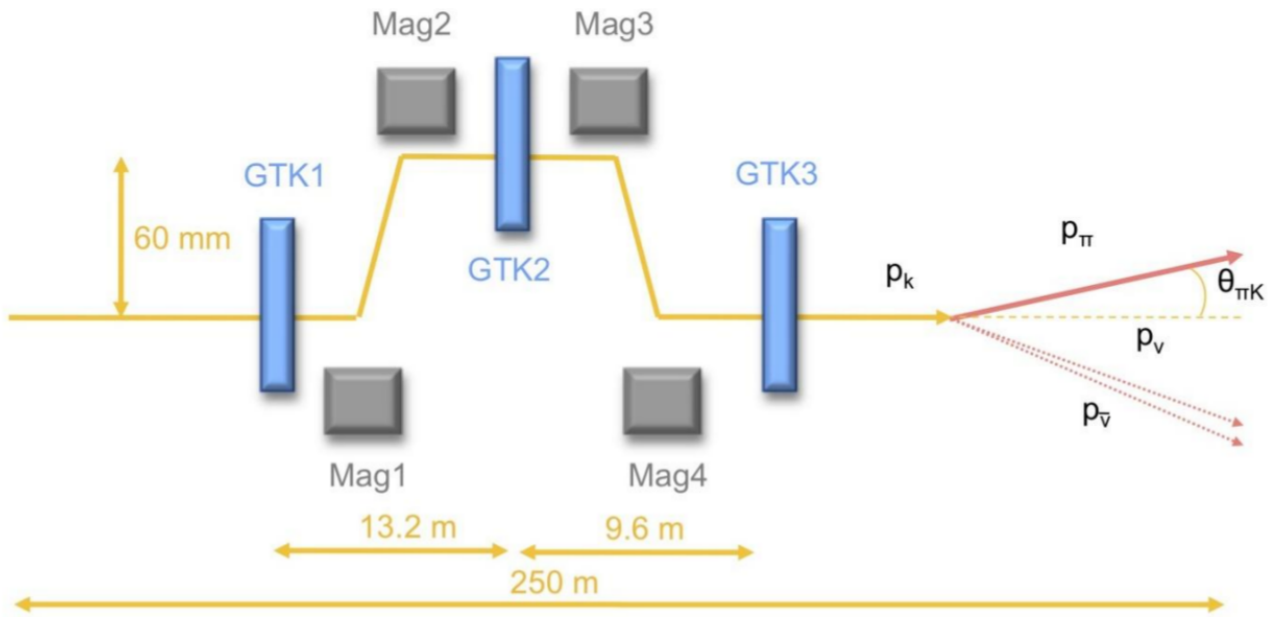 Mag2
Mag3
GTK1
GTK3
60 mm
GTK2
pπ
pk
θπK
pν
pν̅
Mag1
Mag4
13.2 m
9.6 m
250 m